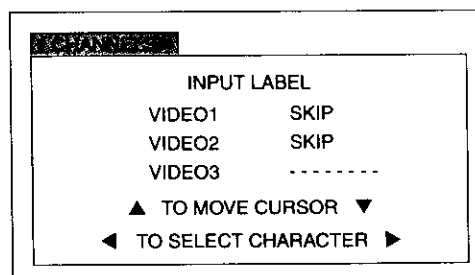 INPUT LABEL
VIDEO1 SKIP
VIDEO2 SKIP
VIDEO3 --------
▲ TO MOVE CURSOR ▼
◀ TO SELECT CHARACTER ▶